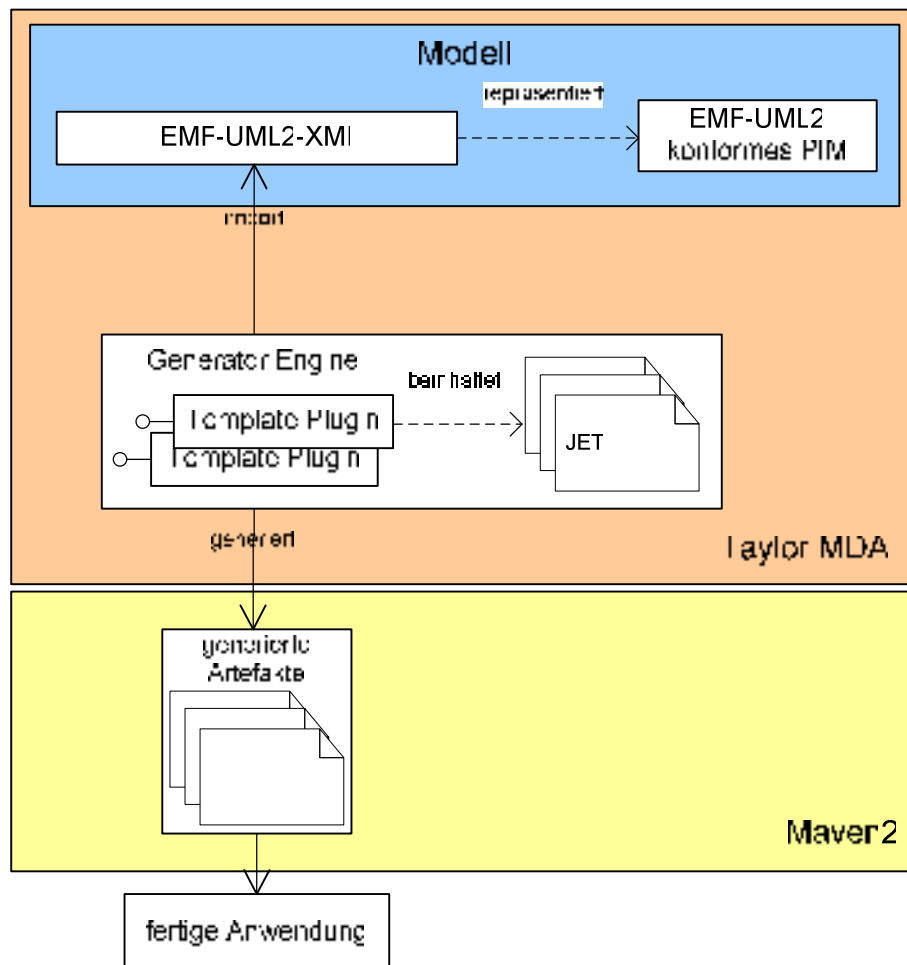 Modell
repräsentiert
EMF-UML2-XMI
EMF-UML2
konformes PIM
Generator Engine
beinhaltet
Template Plugin
Template Plugin
JET
generiert
Taylor MDA
generierte
Artefakte
Maven2
fertige Anwendung